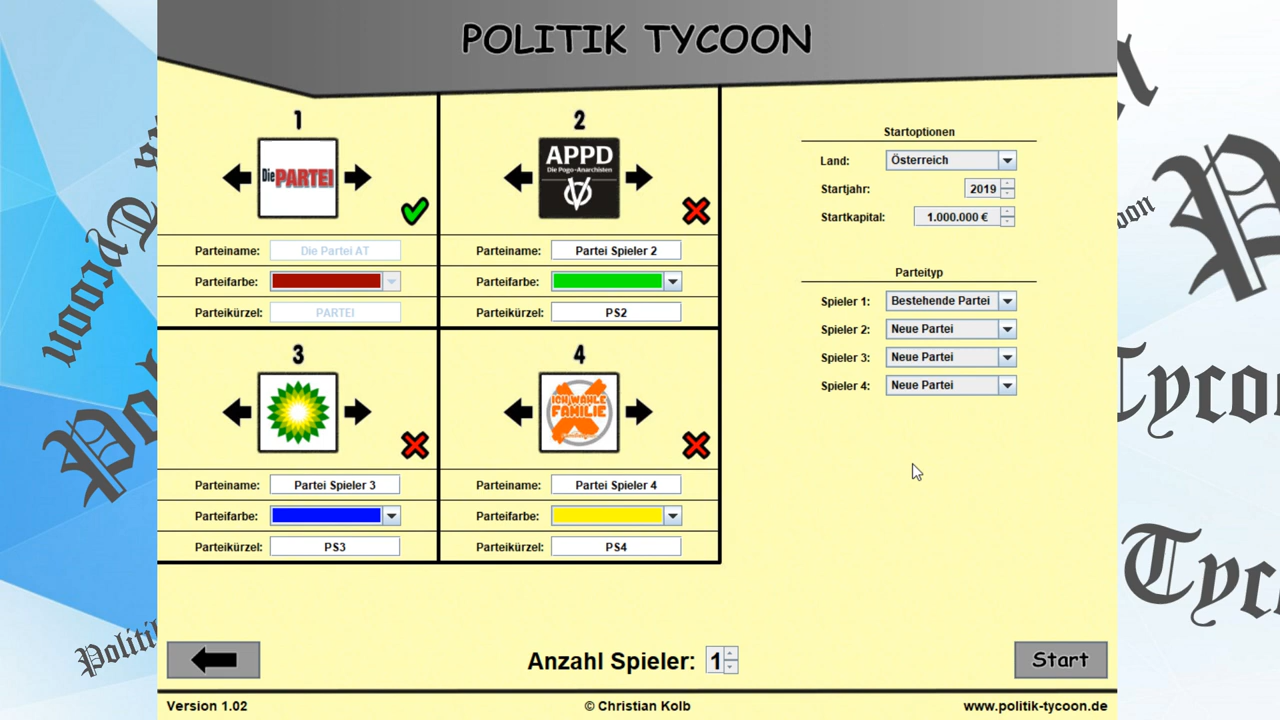 POLITIK TYCOON
1
Die PARTEI
Parteiname: Die Partei AT
Parteifarbe:
Parteikürzel: PARTEI
2
APPD
Die Pogo-Anarchisten
Parteiname: Partei Spieler 2
Parteifarbe:
Parteikürzel: PS2
3
Parteiname: Partei Spieler 3
Parteifarbe:
Parteikürzel: PS3
4
ICH WÄHLE
FAMILIE
Parteiname: Partei Spieler 4
Parteifarbe:
Parteikürzel: PS4
Startoptionen
Land: Österreich
Startjahr: 2019
Startkapital: 1.000.000 €
Parteityp
Spieler 1: Bestehende Partei
Spieler 2: Neue Partei
Spieler 3: Neue Partei
Spieler 4: Neue Partei
Anzahl Spieler: 1
Start
Version 1.02
© Christian Kolb
www.politik-tycoon.de